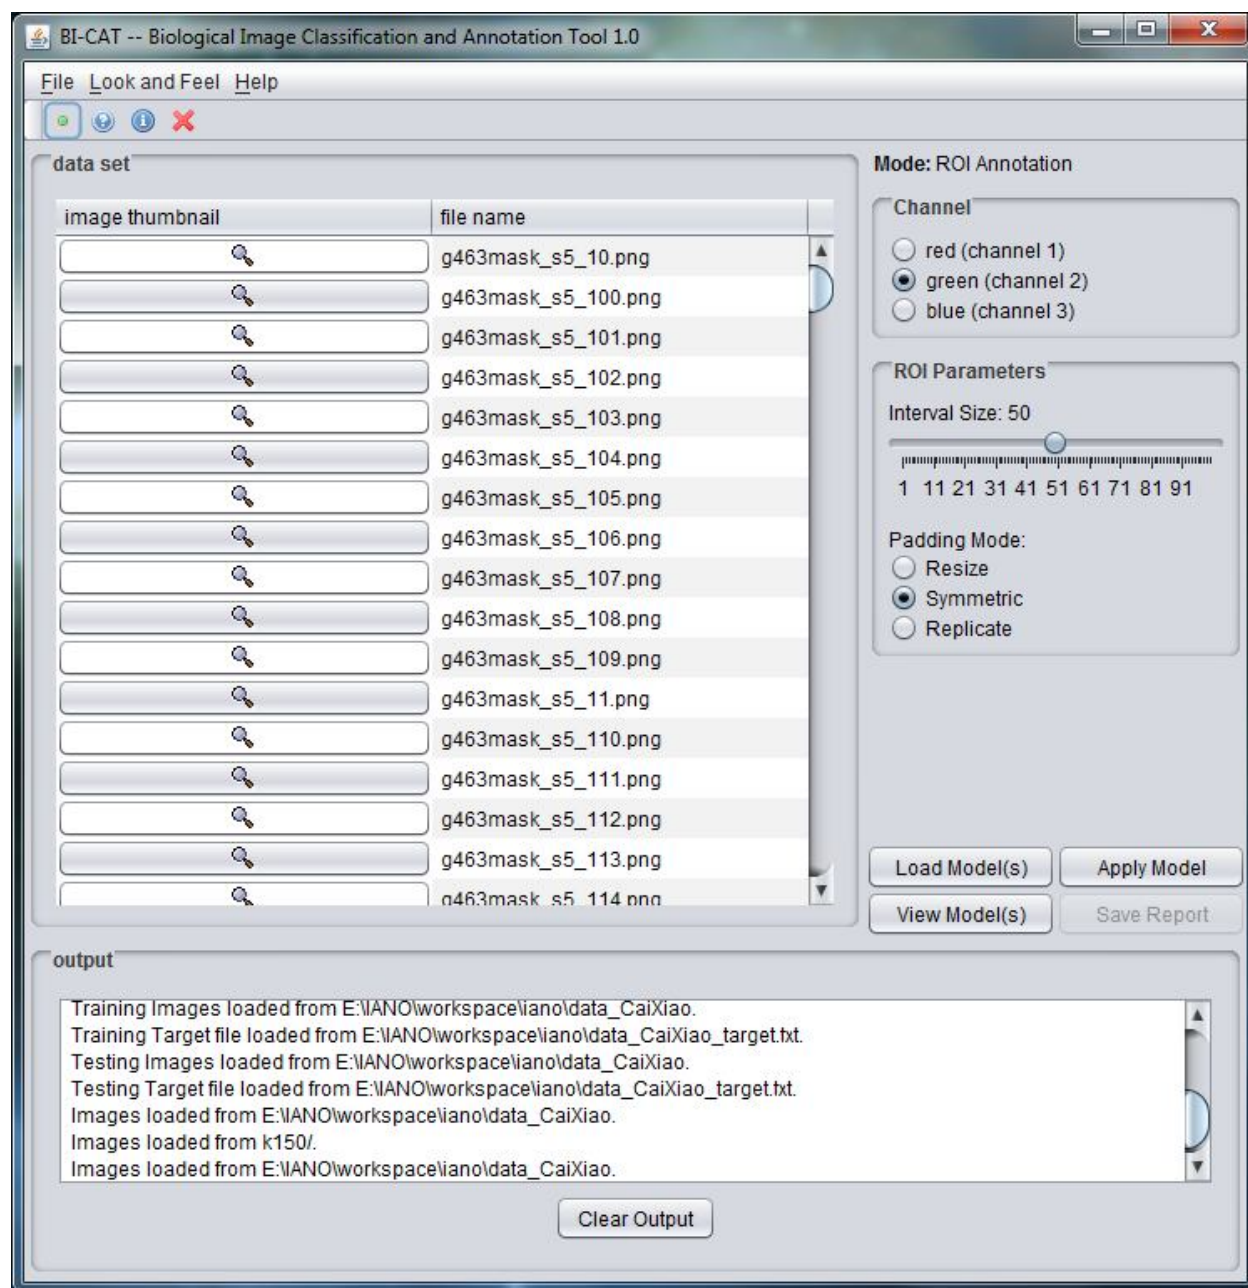 BI-CAT -- Biological Image Classification and Annotation Tool 1.0
File Look and Feel Help
data set
image thumbnail file name
g463mask_s5_10.png
g463mask_s5_100.png
g463mask_s5_101.png
g463mask_s5_102.png
g463mask_s5_103.png
g463mask_s5_104.png
g463mask_s5_105.png
g463mask_s5_106.png
g463mask_s5_107.png
g463mask_s5_108.png
g463mask_s5_109.png
g463mask_s5_11.png
g463mask_s5_110.png
g463mask_s5_111.png
g463mask_s5_112.png
g463mask_s5_113.png
g463mask_s5_114.png
Mode: ROI Annotation
Channel
red (channel 1)
green (channel 2)
blue (channel 3)
ROI Parameters
Interval Size: 50
1 11 21 31 41 51 61 71 81 91
Padding Mode:
Resize
Symmetric
Replicate
Load Model(s) Apply Model
View Model(s) Save Report
output
Training Images loaded from E:\IANO\workspace\iano\data_CaiXiao.
Training Target file loaded from E:\IANO\workspace\iano\data_CaiXiao_target.txt.
Testing Images loaded from E:\IANO\workspace\iano\data_CaiXiao.
Testing Target file loaded from E:\IANO\workspace\iano\data_CaiXiao_target.txt.
Images loaded from E:\IANO\workspace\iano\data_CaiXiao.
Images loaded from k150/.
Images loaded from E:\IANO\workspace\iano\data_CaiXiao.
Clear Output